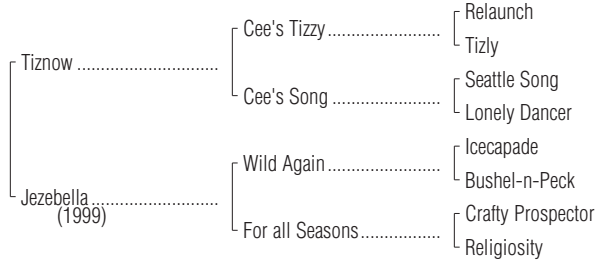 Relaunch
Cee's Tizzy
Tizly
Tiznow
Seattle Song
Cee's Song
Lonely Dancer
Icecapade
Wild Again
Bushel-n-Peck
Jezebella
(1999)
Crafty Prospector
For all Seasons
Religiosity